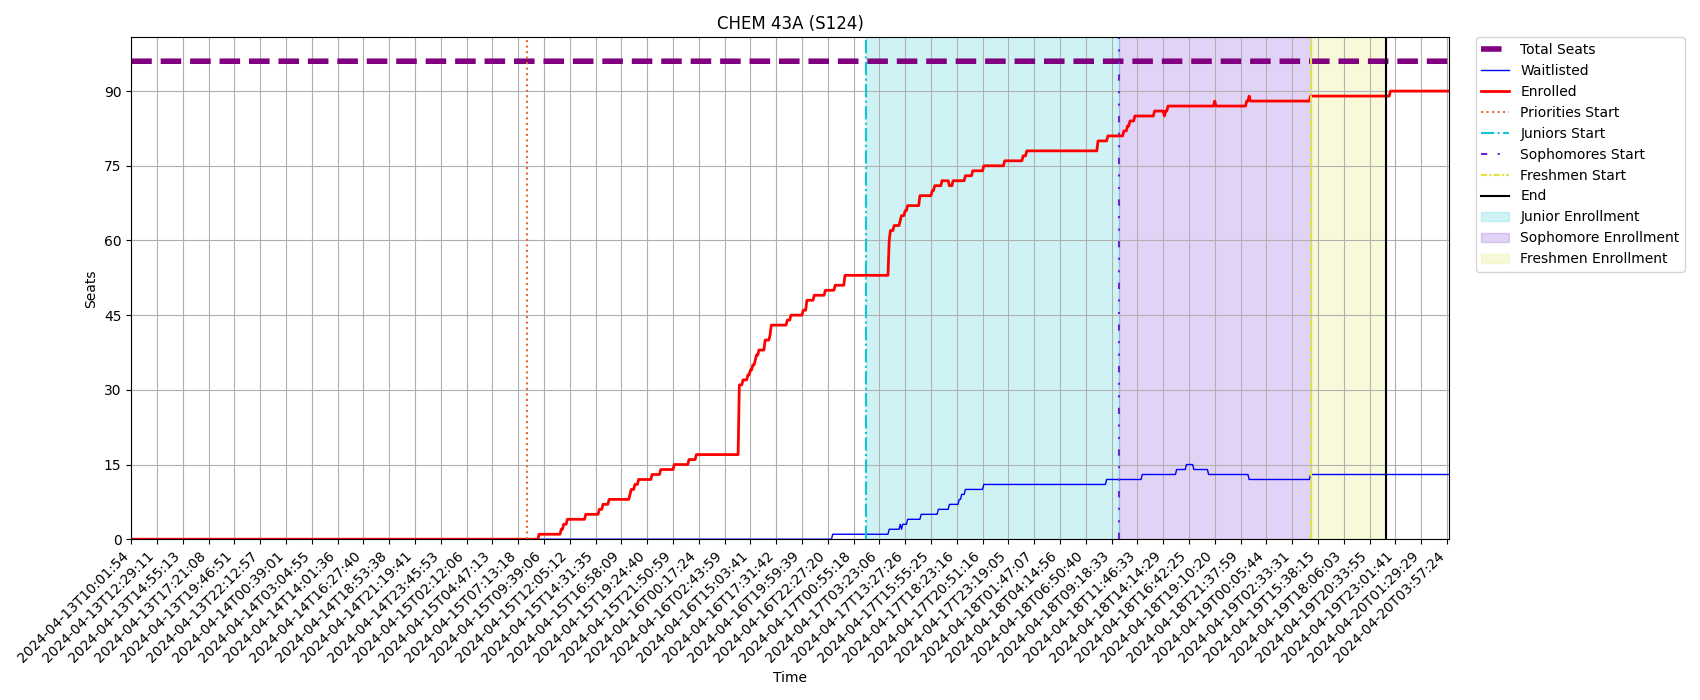 CHEM 43A (S124)
Total Seats
Waitlisted
Enrolled
Priorities Start
Juniors Start
Sophomores Start
Freshmen Start
End
Junior Enrollment
Sophomore Enrollment
Freshmen Enrollment
Seats
90
75
60
45
30
15
0
2024-04-13T10:01:54
2024-04-13T12:29:11
2024-04-13T14:55:13
2024-04-13T17:21:08
2024-04-13T19:46:51
2024-04-13T22:12:57
2024-04-14T00:39:01
2024-04-14T03:04:55
2024-04-14T14:01:36
2024-04-14T16:27:40
2024-04-14T18:53:38
2024-04-14T21:19:41
2024-04-14T23:45:53
2024-04-15T02:12:06
2024-04-15T04:47:13
2024-04-15T07:13:18
2024-04-15T09:39:06
2024-04-15T12:05:12
2024-04-15T14:31:35
2024-04-15T16:58:09
2024-04-15T19:24:40
2024-04-15T21:50:59
2024-04-16T00:17:24
2024-04-16T02:43:59
2024-04-16T15:03:41
2024-04-16T17:31:42
2024-04-16T19:59:39
2024-04-16T22:27:20
2024-04-17T00:55:18
2024-04-17T03:23:06
2024-04-17T13:27:26
2024-04-17T15:55:25
2024-04-17T18:23:16
2024-04-17T20:51:16
2024-04-17T23:19:05
2024-04-18T01:47:07
2024-04-18T04:14:56
2024-04-18T06:50:40
2024-04-18T09:18:33
2024-04-18T11:46:33
2024-04-18T14:14:29
2024-04-18T16:42:25
2024-04-18T19:10:20
2024-04-18T21:37:59
2024-04-19T00:05:44
2024-04-19T02:33:31
2024-04-19T15:38:15
2024-04-19T18:06:03
2024-04-19T20:33:55
2024-04-19T23:01:41
2024-04-20T01:29:29
2024-04-20T03:57:24
Time